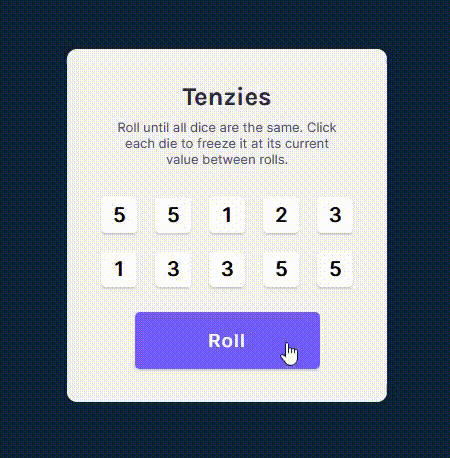 Tenzies
Roll until all dice are the same. Click
each die to freeze it at its current
value between rolls.
5 5 1 2 3
1 3 3 5 5
Roll